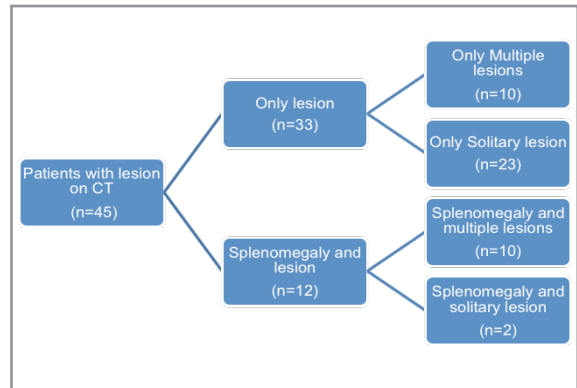 Patients with lesion
on CT
(n=45)
Only lesion
(n=33)
Only Multiple
lesions
(n=10)
Only Solitary lesion
(n=23)
Splenomegaly and
lesion
(n=12)
Splenomegaly and
multiple lesions
(n=10)
Splenomegaly and
solitary lesion
(n=2)